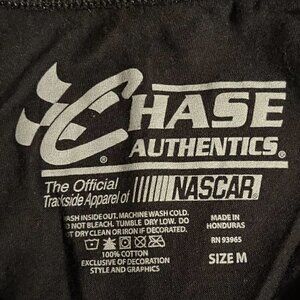 CHASE
AUTHENTICS®
®
The Official
Trackside Apparel of NASCAR
WASH INSIDE OUT. MACHINE WASH COLD.
DO NOT BLEACH. TUMBLE DRY LOW. DO
NOT DRY CLEAN OR IRON IF DECORATED.
100% COTTON
EXCLUSIVE OF DECORATION
STYLE AND GRAPHICS
MADE IN
HONDURAS
RN 93965
SIZE M